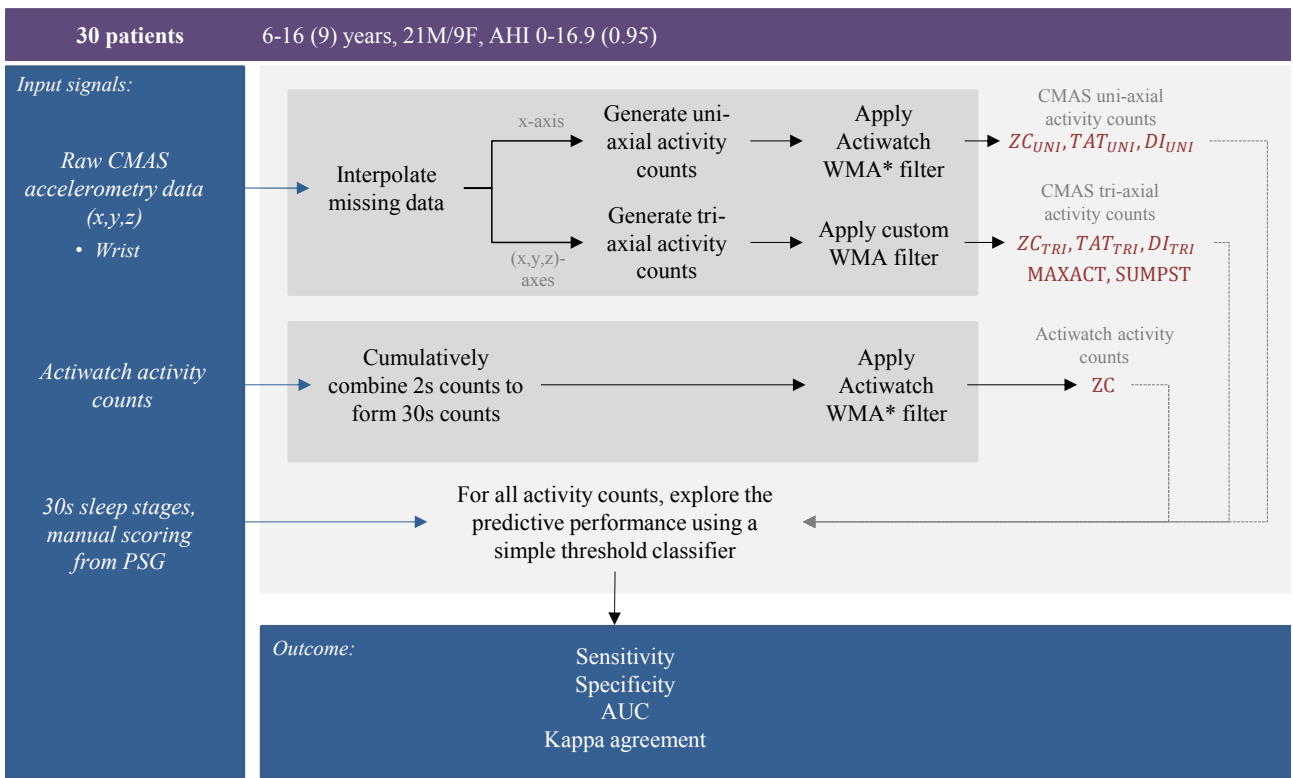 30 patients
6-16 (9) years, 21M/9F, AHI 0-16.9 (0.95)
Input signals:
Raw CMAS
accelerometry data
(x,y,z)
• Wrist
Interpolate
missing data
x-axis
(x,y,z)-
axes
Generate uni-
axial activity
counts
Apply
Actiwatch
WMA* filter
CMAS uni-axial
activity counts
ZC_UNI, TAT_UNI, DI_UNI
Generate tri-
axial activity
counts
Apply custom
WMA filter
CMAS tri-axial
activity counts
ZC_TRI, TAT_TRI, DI_TRI
MAXACT, SUMPST
Actiwatch activity
counts
Cumulatively
combine 2s counts to
form 30s counts
Apply
Actiwatch
WMA* filter
Actiwatch activity
counts
ZC
30s sleep stages,
manual scoring
from PSG
For all activity counts, explore the
predictive performance using a
simple threshold classifier
Outcome:
Sensitivity
Specificity
AUC
Kappa agreement